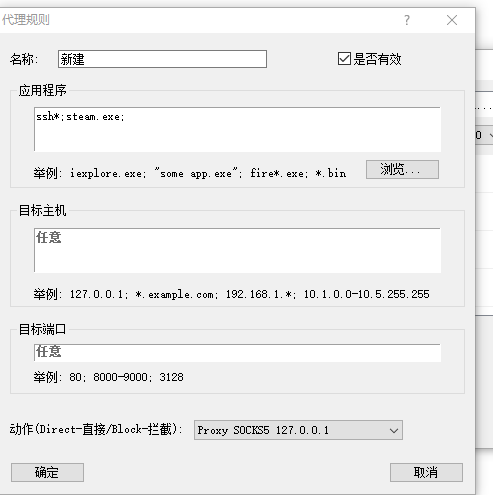 代理规则
?
名称:
新建
是否有效
应用程序
ssh*;steam.exe;
举例: iexplore.exe; "some app.exe"; fire*.exe; *.bin
浏览...
目标主机
任意
举例: 127.0.0.1; *.example.com; 192.168.1.*; 10.1.0.0-10.5.255.255
目标端口
任意
举例: 80; 8000-9000; 3128
动作(Direct-直接/Block-拦截):
Proxy SOCKS5 127.0.0.1
确定
取消